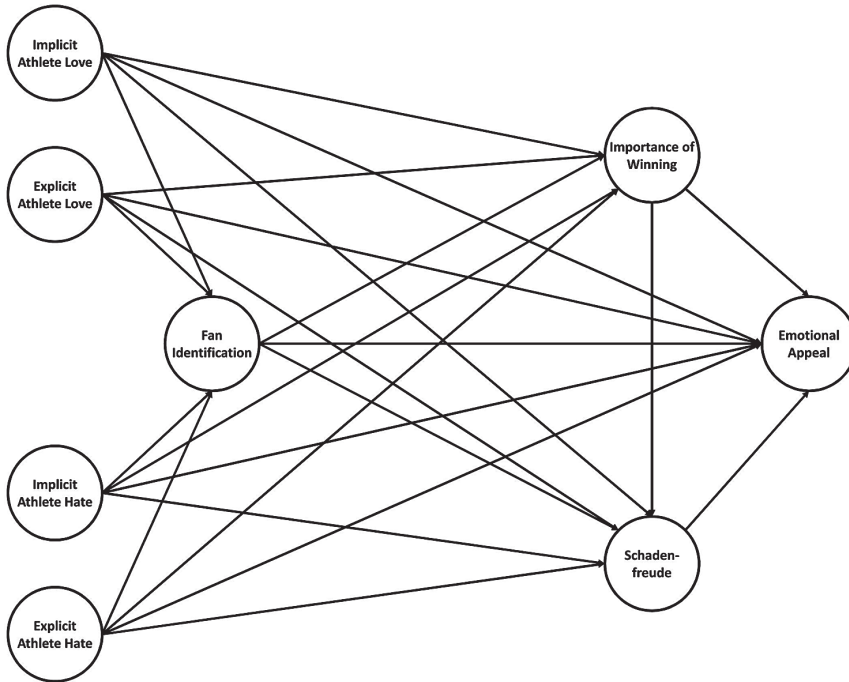 Implicit
Athlete Love
Explicit
Athlete Love
Importance of
Winning
Fan
Identification
Emotional
Appeal
Implicit
Athlete Hate
Schaden-
freude
Explicit
Athlete Hate